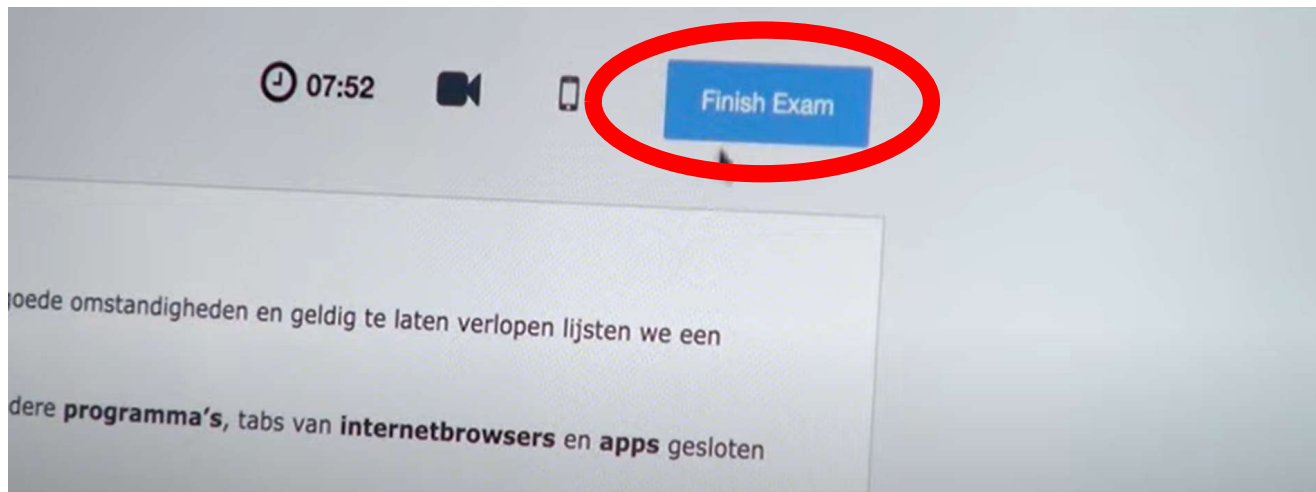 07:52
Finish Exam
oede omstandigheden en geldig te laten verlopen lijsten we een
dere programma's, tabs van internetbrowsers en apps gesloten